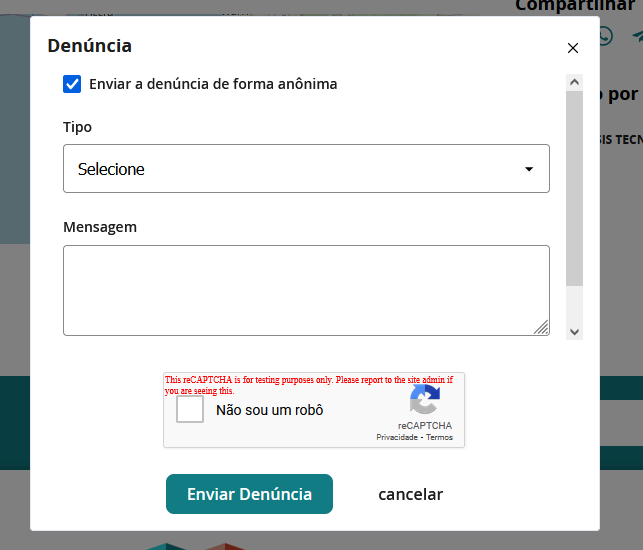 Compartilhar
Denúncia
Enviar a denúncia de forma anônima
o por
Tipo
SIS TECN
Selecione
Mensagem
This reCAPTCHA is for testing purposes only. Please report to the site admin if
you are seeing this.
Não sou um robô
reCAPTCHA
Privacidade - Termos
Enviar Denúncia
cancelar